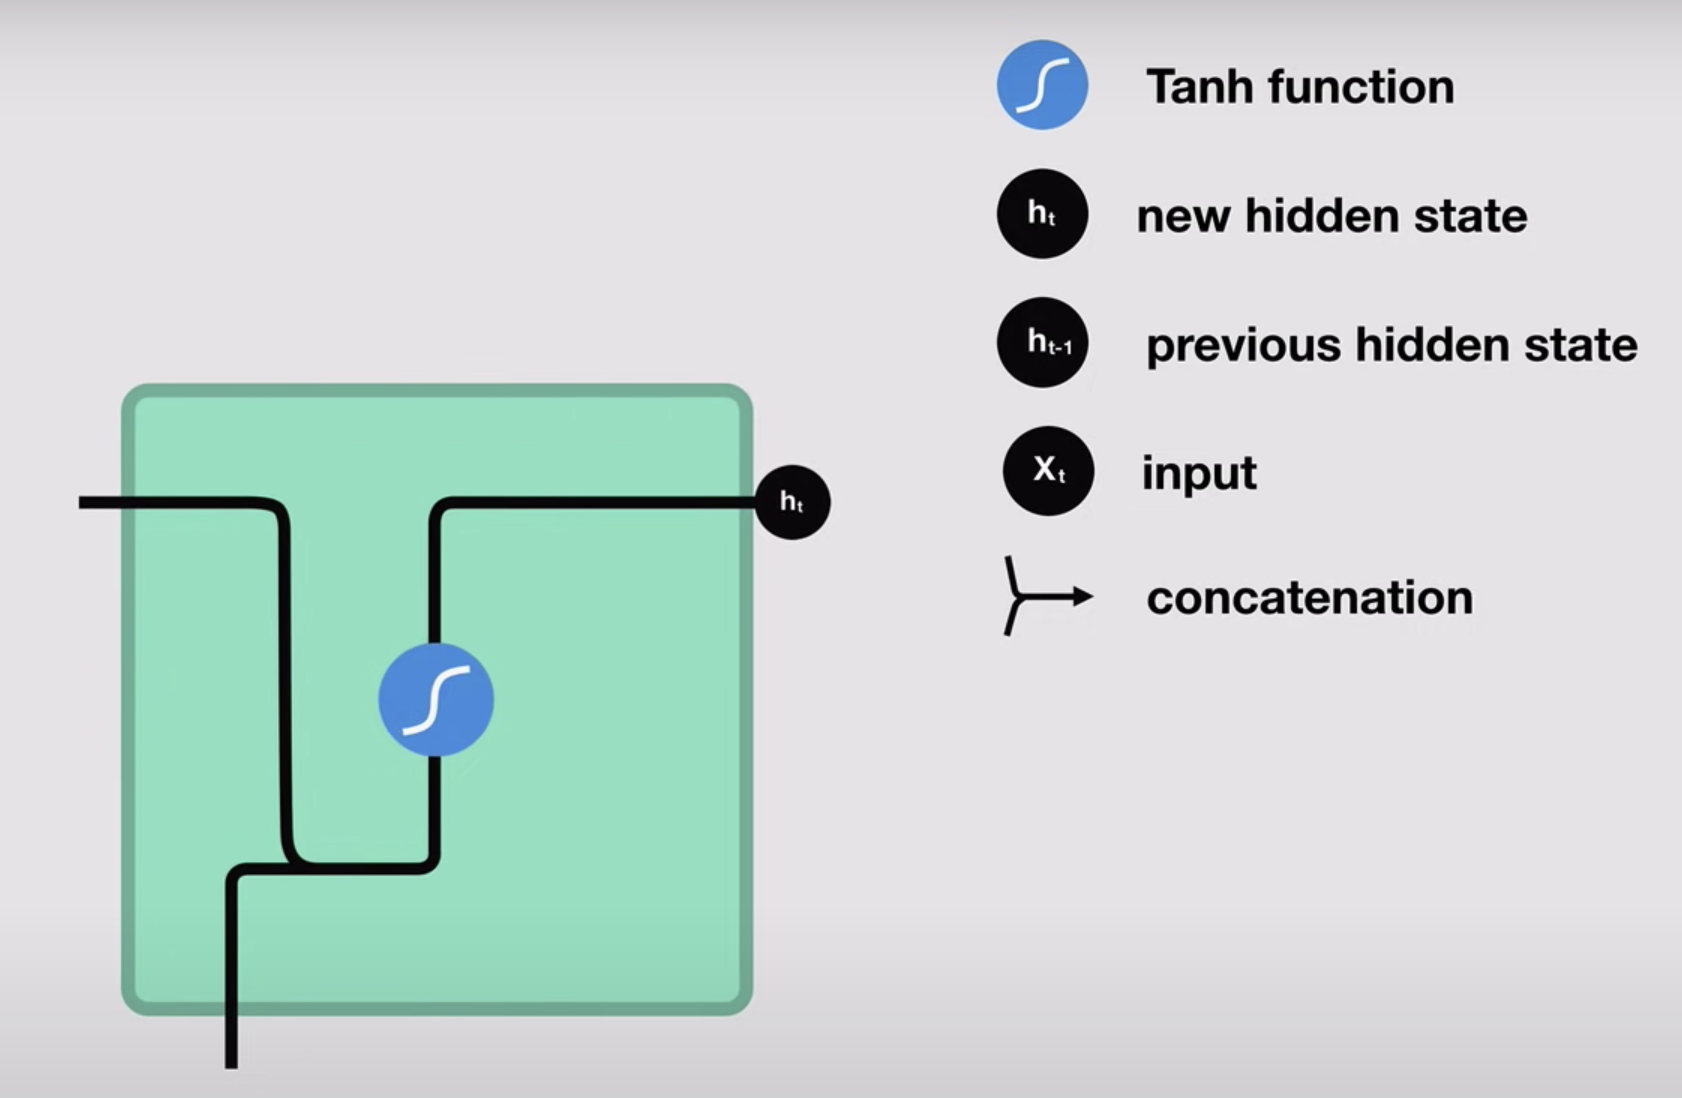 Tanh function
hₜ new hidden state
hₜ₋₁ previous hidden state
Xₜ input
concatenation
hₜ